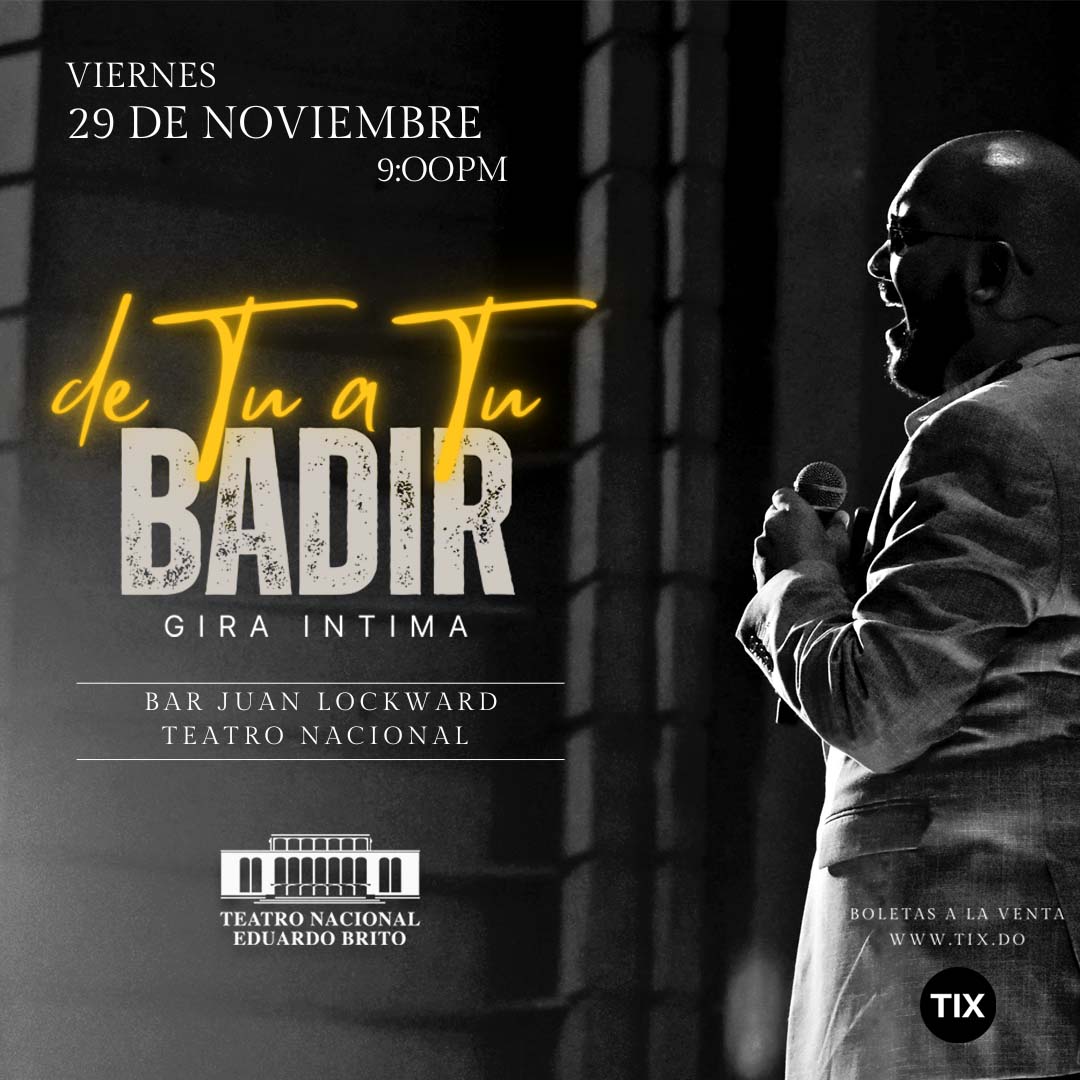 VIERNES
29 DE NOVIEMBRE
9:00PM
de Tu a Tu
BADIR
GIRA INTIMA
BAR JUAN LOCKWARD
TEATRO NACIONAL
TEATRO NACIONAL
EDUARDO BRITO
BOLETAS A LA VENTA
WWW.TIX.DO
TIX